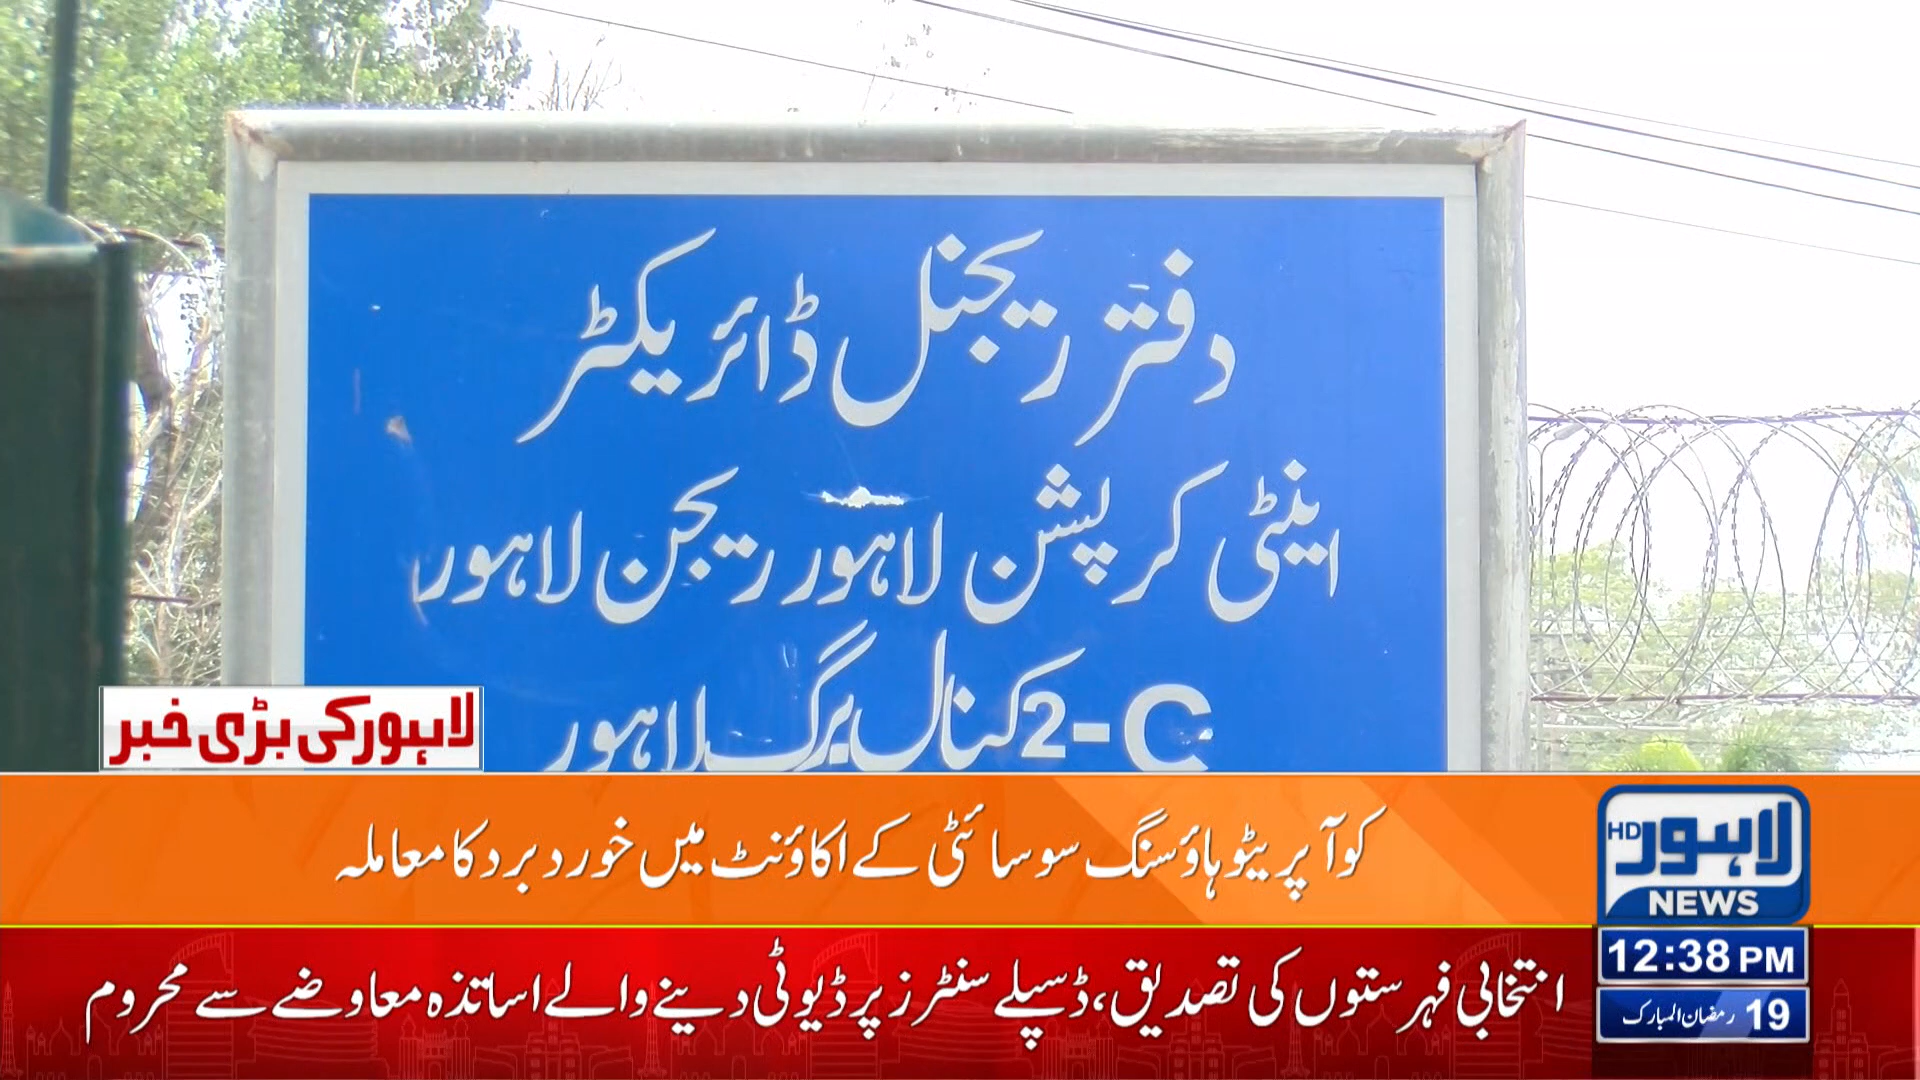 دفتر ریجنل ڈائریکٹر
اینٹی کرپشن لاہور ریجن لاہور
2-C کنال برگ لاہور
لاہور کی بڑی خبر
کوآپریٹو ہاؤسنگ سوسائٹی کے اکاؤنٹ میں خورد برد کا معاملہ
لاہور HD
NEWS
12:38 PM
انتخابی فہرستوں کی تصدیق، ڈسپلے سنٹرز پر ڈیوٹی دینے والے اساتذہ معاوضے سے محروم
19 رمضان المبارک